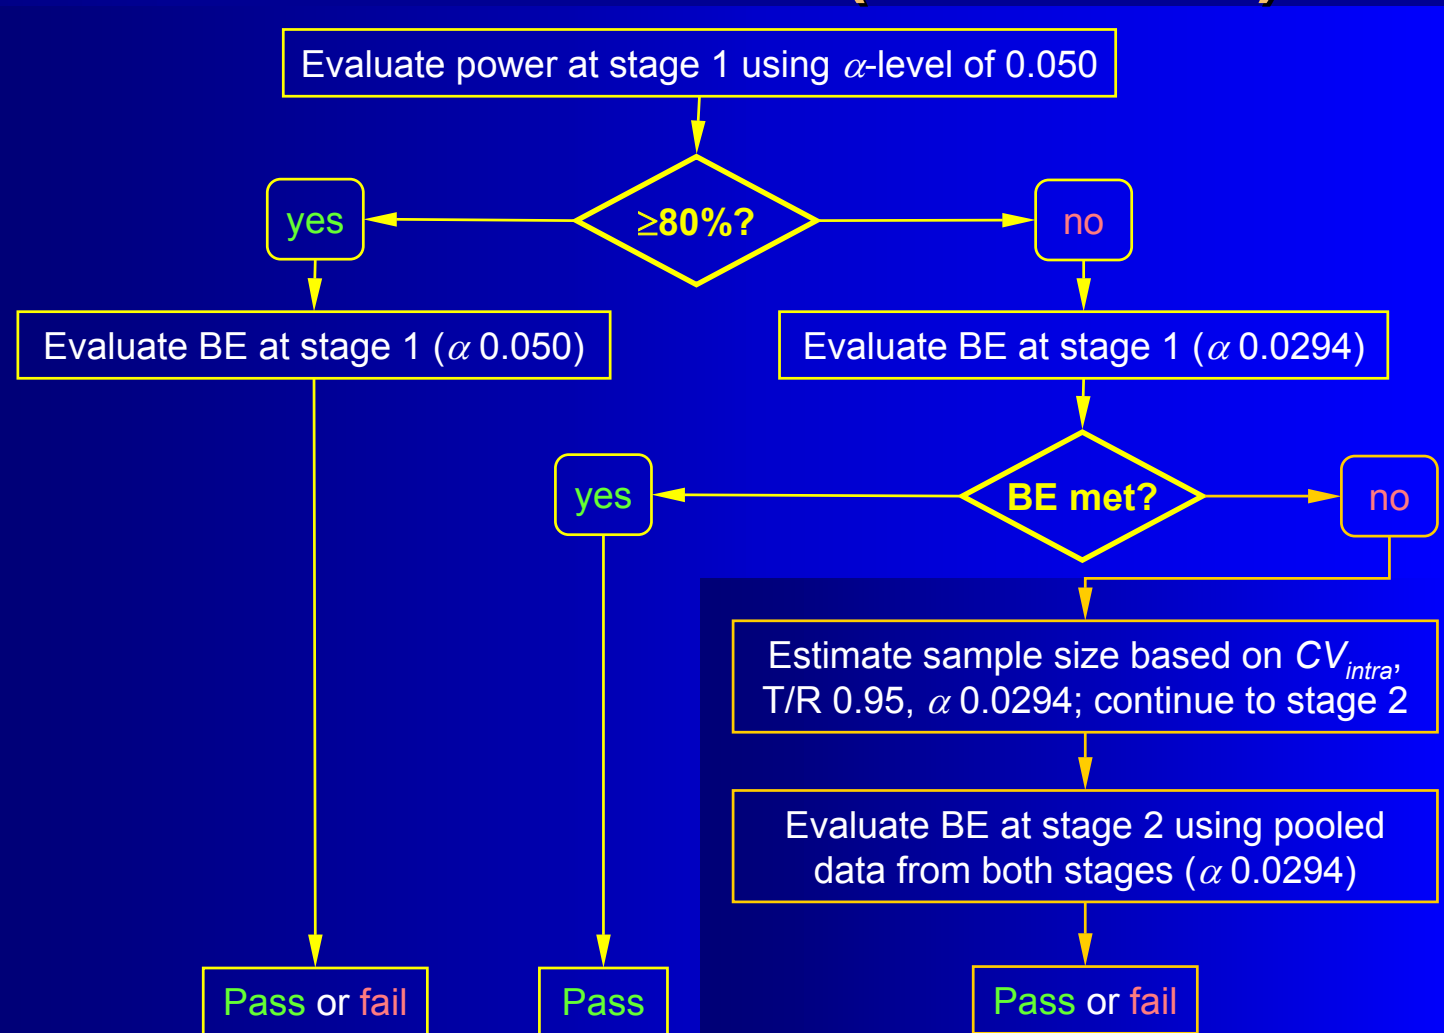 Evaluate power at stage 1 using α-level of 0.050
≥80%?
yes
no
Evaluate BE at stage 1 (α 0.050)
Evaluate BE at stage 1 (α 0.0294)
BE met?
yes
no
Estimate sample size based on CVintra,
T/R 0.95, α 0.0294; continue to stage 2
Evaluate BE at stage 2 using pooled
data from both stages (α 0.0294)
Pass or fail
Pass
Pass or fail